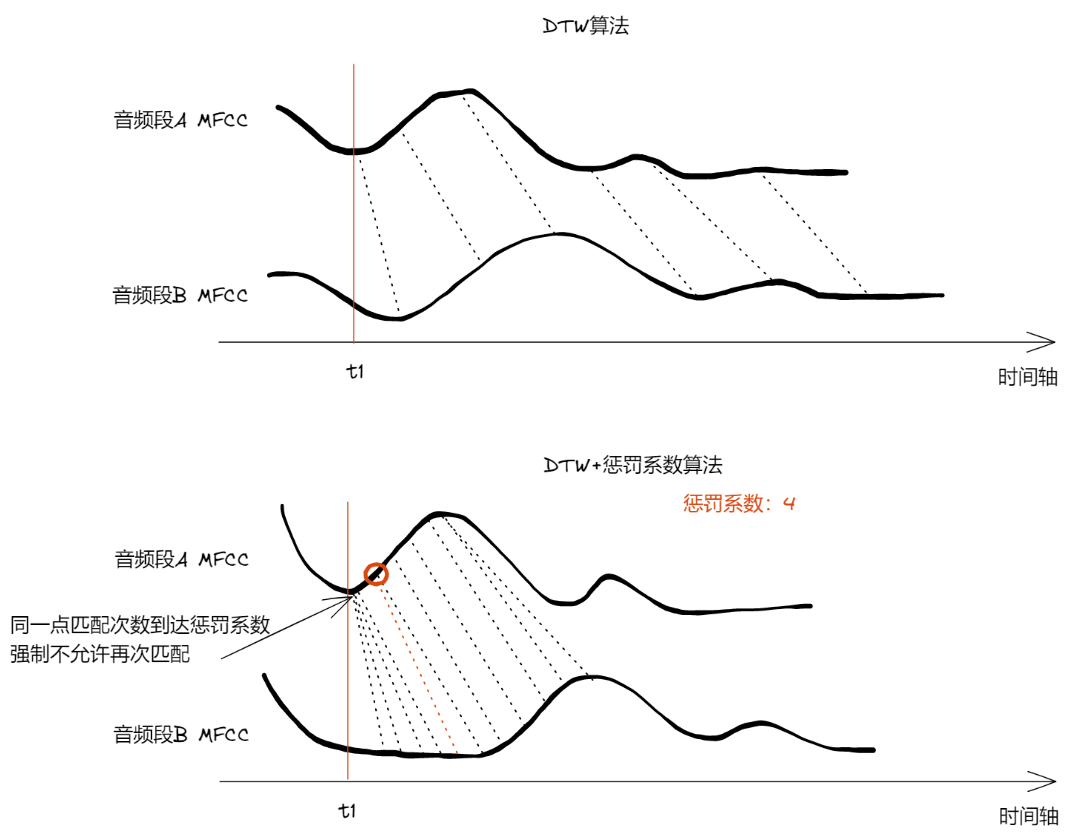 DTW算法
音频段A MFCC
音频段B MFCC
t1
时间轴
DTW+惩罚系数算法
惩罚系数：4
音频段A MFCC
同一点匹配次数到达惩罚系数
强制不允许再次匹配
音频段B MFCC
t1
时间轴